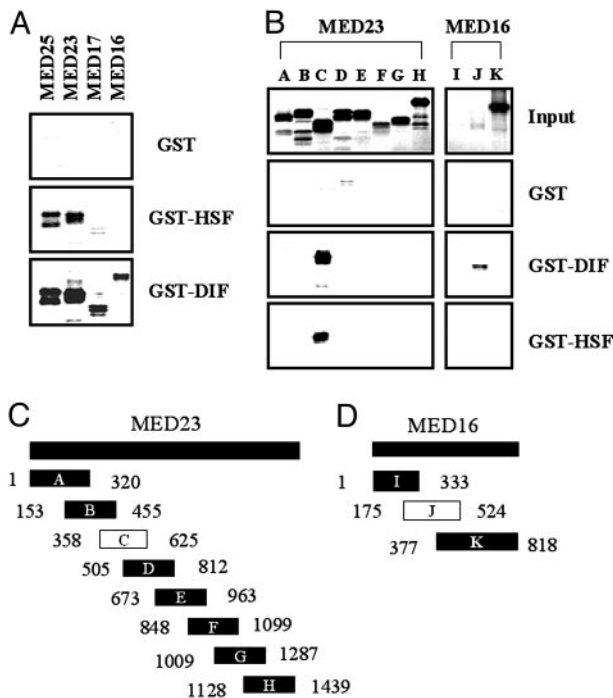 A
MED25 MED23 MED17 MED16
GST
GST-HSF
GST-DIF
B
MED23 MED16
A B C D E F G H I J K
Input
GST
GST-DIF
GST-HSF
C
MED23
1 A 320
153 B 455
358 C 625
505 D 812
673 E 963
848 F 1099
1009 G 1287
1128 H 1439
D
MED16
1 I 333
175 J 524
377 K 818